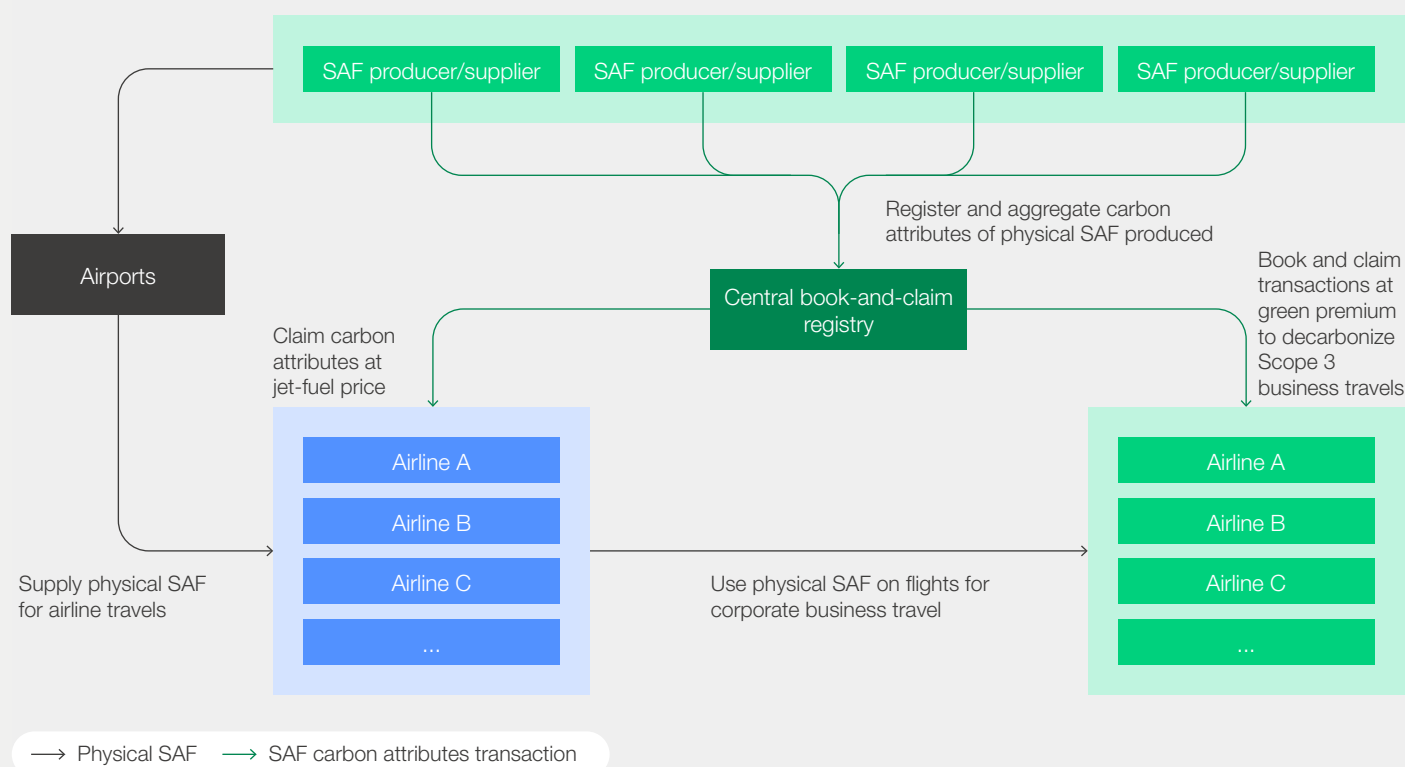 SAF producer/supplier
SAF producer/supplier
SAF producer/supplier
SAF producer/supplier
Register and aggregate carbon
attributes of physical SAF produced
Airports
Central book-and-claim
registry
Book and claim
transactions at
green premium
to decarbonize
Scope 3
business travels
Claim carbon
attributes at
jet-fuel price
Airline A
Airline B
Airline C
...
Airline A
Airline B
Airline C
...
Supply physical SAF
for airline travels
Use physical SAF on flights for
corporate business travel
Physical SAF
SAF carbon attributes transaction